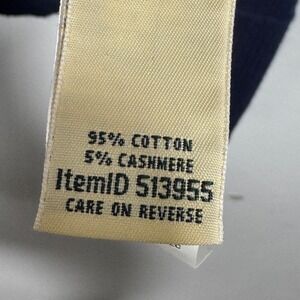 95% COTTON
5% CASHMERE
ItemID 513955
CARE ON REVERSE